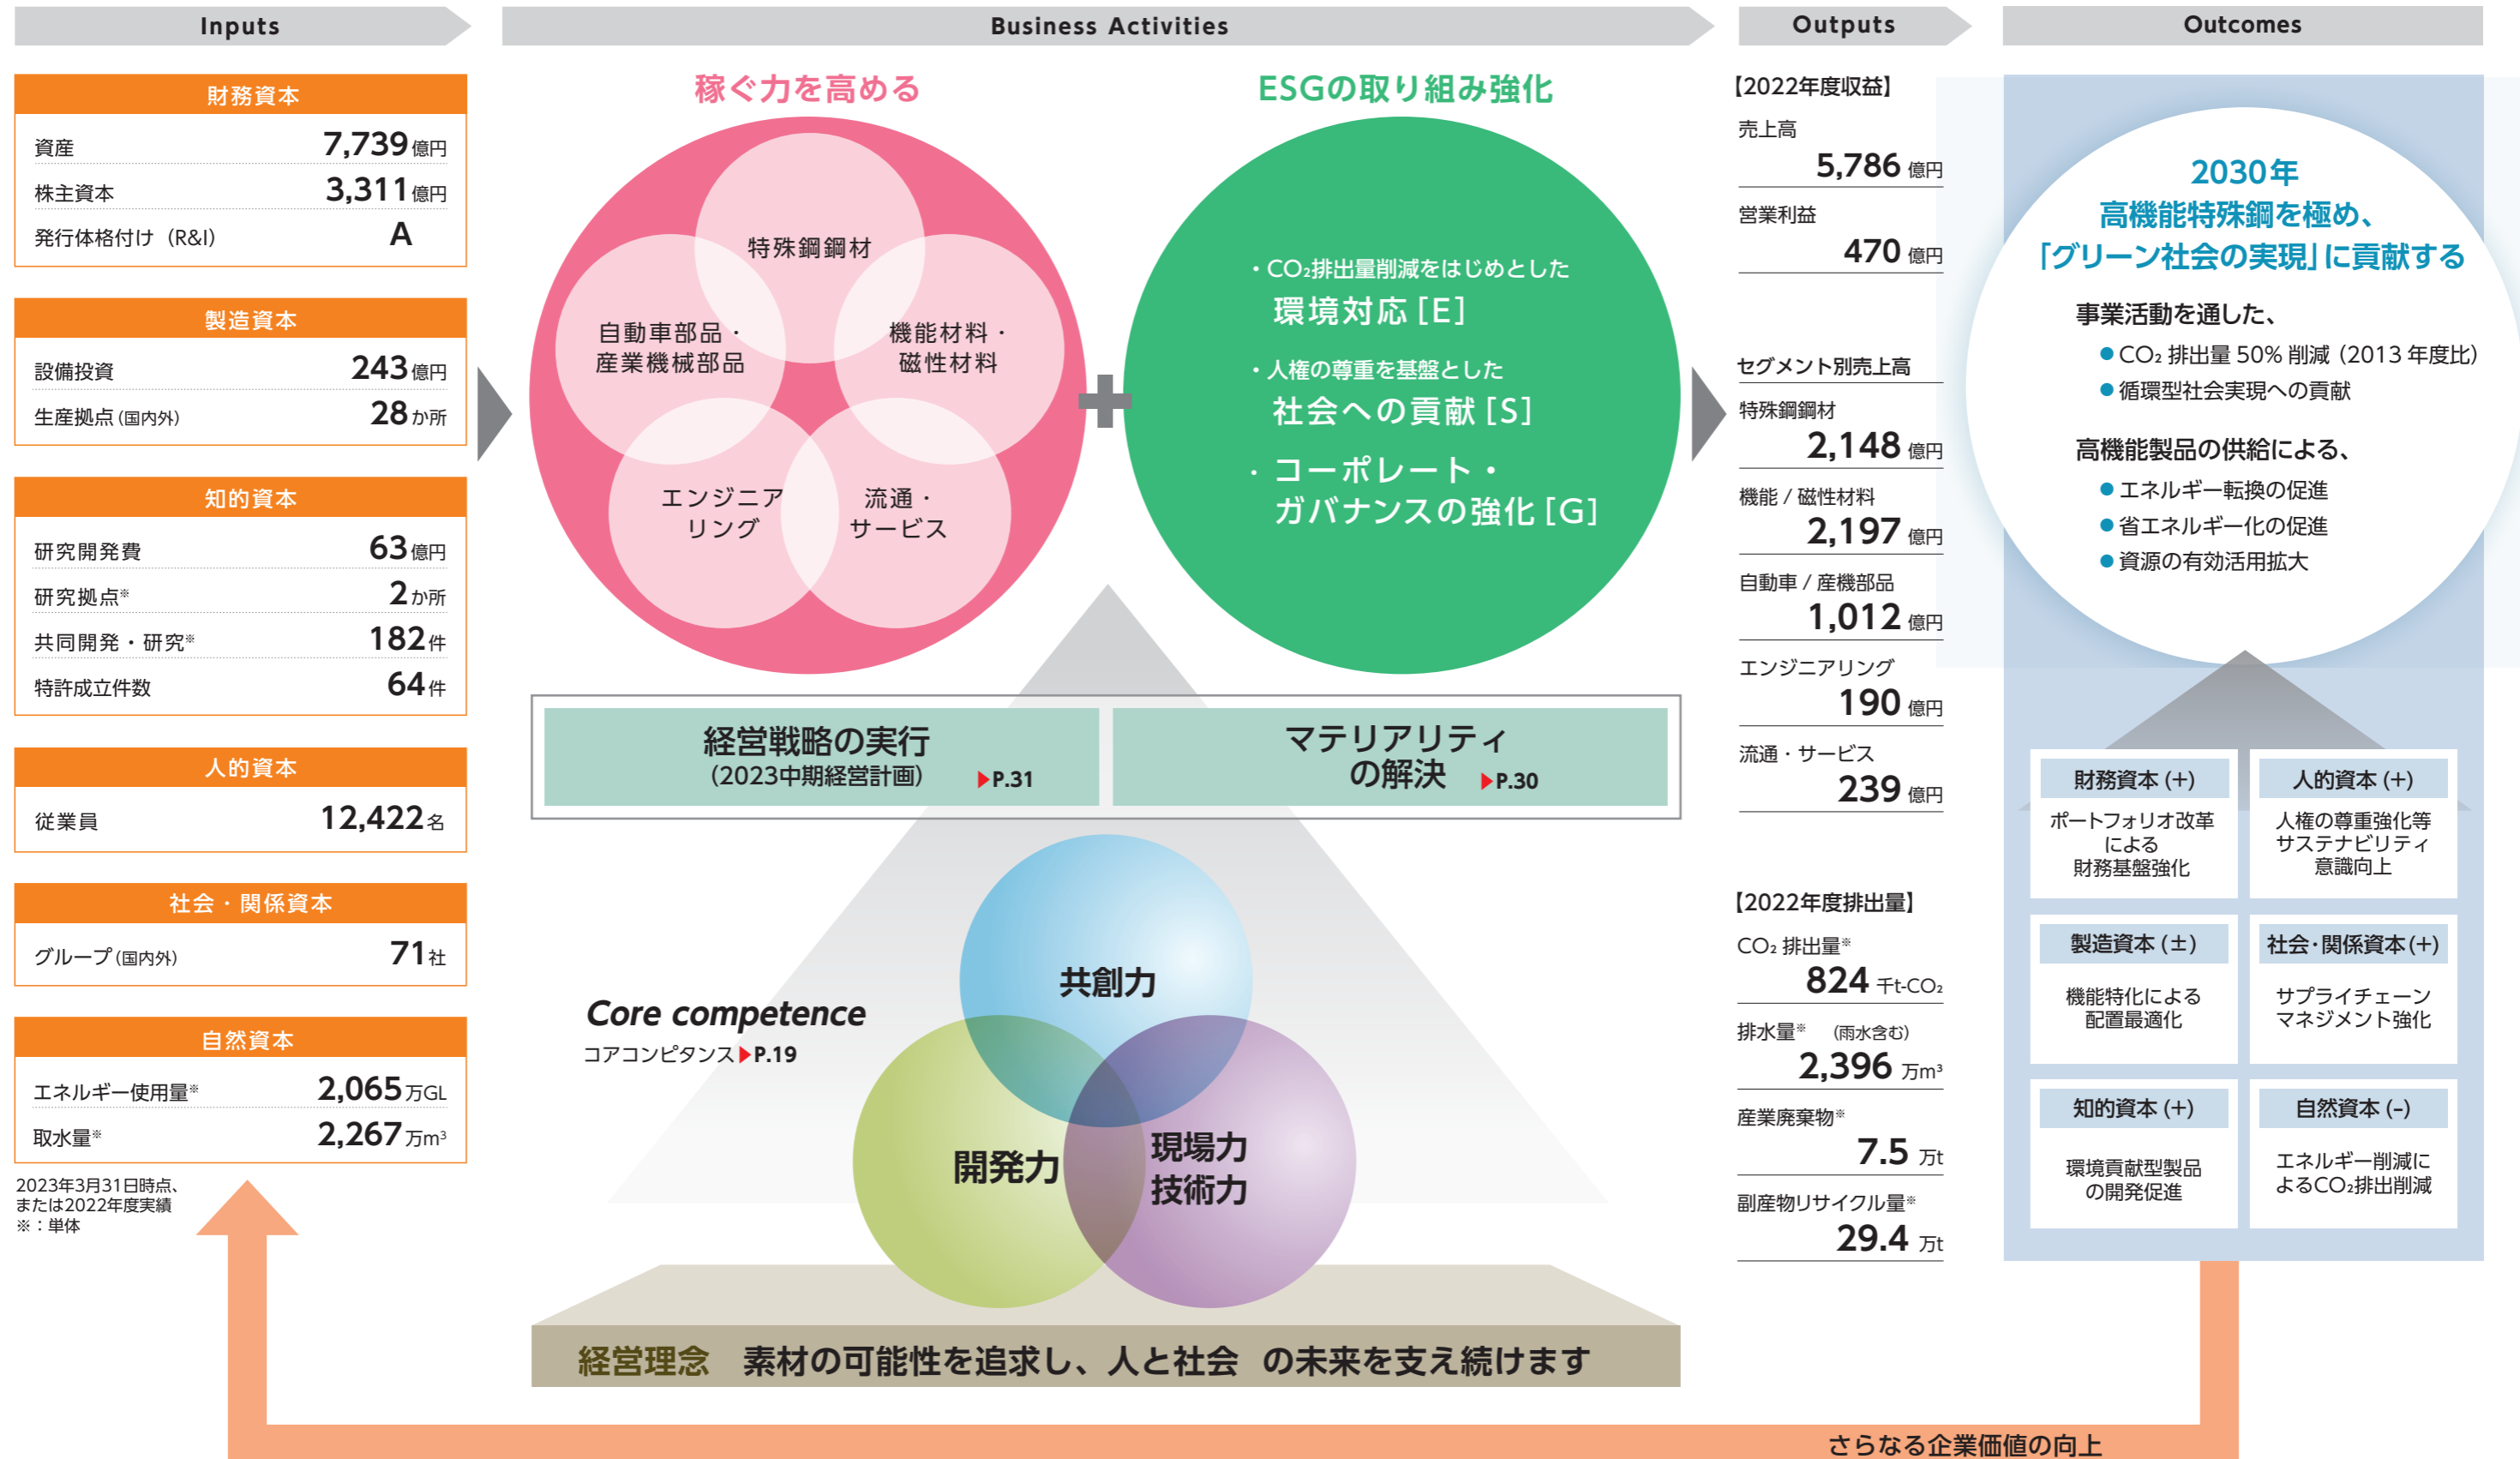 Inputs
Business Activities
Outputs
Outcomes
財務資本
資産 7,739億円
株主資本 3,311億円
発行体格付け（R&I） A
製造資本
設備投資 243億円
生産拠点（国内外） 28か所
知的資本
研究開発費 63億円
研究拠点※ 2か所
共同開発・研究※ 182件
特許成立件数 64件
人的資本
従業員 12,422名
社会・関係資本
グループ（国内外） 71社
自然資本
エネルギー使用量※ 2,065万GL
取水量※ 2,267万m³
2023年3月31日時点、
または2022年度実績
※：単体
稼ぐ力を高める
特殊鋼鋼材
自動車部品・
産業機械部品
機能材料・
磁性材料
エンジニア
リング
流通・
サービス
ESGの取り組み強化
・CO₂排出量削減をはじめとした
環境対応［E］
・人権の尊重を基盤とした
社会への貢献［S］
・コーポレート・
ガバナンスの強化［G］
経営戦略の実行
（2023中期経営計画） ▶P.31
マテリアリティ
の解決 ▶P.30
Core competence
コアコンピタンス▶P.19
共創力
開発力
現場力
技術力
経営理念 素材の可能性を追求し、人と社会 の未来を支え続けます
【2022年度収益】
売上高
5,786 億円
営業利益
470 億円
セグメント別売上高
特殊鋼鋼材
2,148 億円
機能 / 磁性材料
2,197 億円
自動車 / 産機部品
1,012 億円
エンジニアリング
190 億円
流通・サービス
239 億円
【2022年度排出量】
CO₂ 排出量※
824 千t-CO₂
排水量※ （雨水含む）
2,396 万m³
産業廃棄物※
7.5 万t
副産物リサイクル量※
29.4 万t
2030年
高機能特殊鋼を極め、
「グリーン社会の実現」に貢献する
事業活動を通した、
●CO₂ 排出量 50% 削減（2013 年度比）
●循環型社会実現への貢献
高機能製品の供給による、
●エネルギー転換の促進
●省エネルギー化の促進
●資源の有効活用拡大
財務資本 (+)
ポートフォリオ改革
による
財務基盤強化
人的資本 (+)
人権の尊重強化等
サステナビリティ
意識向上
製造資本 (±)
機能特化による
配置最適化
社会・関係資本 (+)
サプライチェーン
マネジメント強化
知的資本 (+)
環境貢献型製品
の開発促進
自然資本 (-)
エネルギー削減に
よるCO₂排出削減
さらなる企業価値の向上